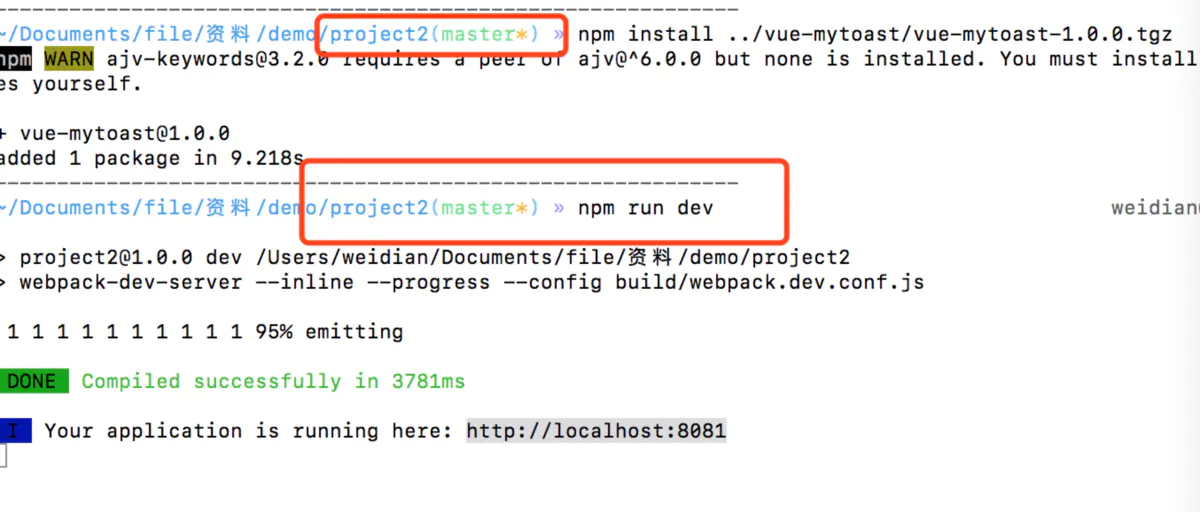 ~/Documents/file/资料/demo/project2(master*) » npm install ../vue-mytoast/vue-mytoast-1.0.0.tgz
npm WARN ajv-keywords@3.2.0 requires a peer of ajv@^6.0.0 but none is installed. You must install
es yourself.
+ vue-mytoast@1.0.0
added 1 package in 9.218s
~/Documents/file/资料/demo/project2(master*) » npm run dev weidian
> project2@1.0.0 dev /Users/weidian/Documents/file/资料/demo/project2
> webpack-dev-server --inline --progress --config build/webpack.dev.conf.js
1 1 1 1 1 1 1 1 1 1 95% emitting
DONE Compiled successfully in 3781ms
I Your application is running here: http://localhost:8081